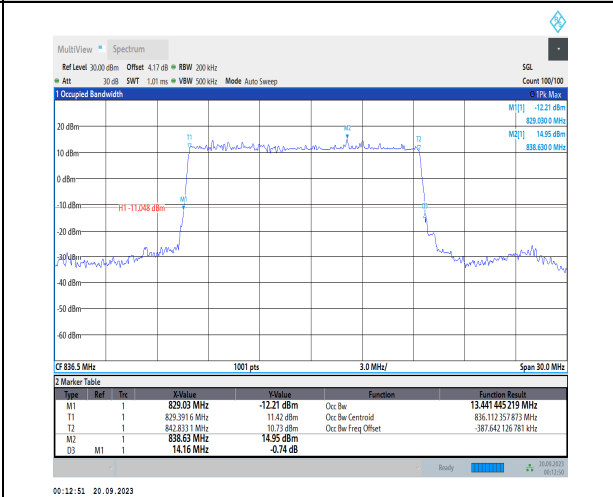 MultiView Spectrum
Ref Level 30.00 dBm Offset 4.17 dB RBW 200 kHz SGL
Att 30 dB SWT 1.01 ms VBW 500 kHz Mode Auto Sweep Count 100/100
1 Occupied Bandwidth 1Pk Max
M1[1] -12.21 dBm
829.030 0 MHz
M2[1] 14.95 dBm
838.630 0 MHz
20 dBm
T1 M2 T2
10 dBm
0 dBm
M1
-10 dBm H1 -11.048 dBm D3
-20 dBm
-30 dBm
-40 dBm
-50 dBm
-60 dBm
CF 836.5 MHz 1001 pts 3.0 MHz/ Span 30.0 MHz
2 Marker Table
Type Ref Trc X-Value Y-Value Function Function Result
M1 1 829.03 MHz -12.21 dBm Occ Bw 13.441 445 219 MHz
T1 1 829.391 6 MHz 11.42 dBm Occ Bw Centroid 836.112 357 873 MHz
T2 1 842.833 1 MHz 10.73 dBm Occ Bw Freq Offset -387.642 126 781 kHz
M2 1 838.63 MHz 14.95 dBm
D3 M1 1 14.16 MHz -0.74 dB
Ready 20.09.2023
00:12:50
00:12:51 20.09.2023